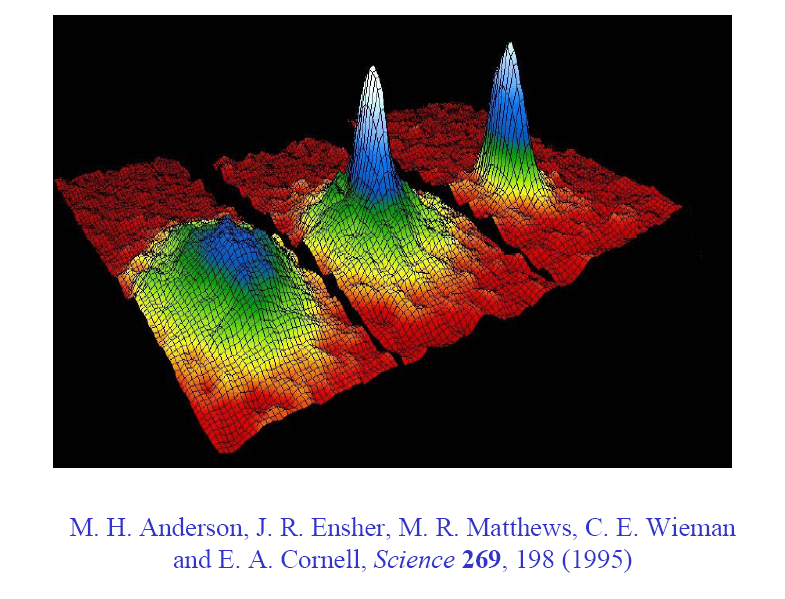 M. H. Anderson, J. R. Ensher, M. R. Matthews, C. E. Wieman
and E. A. Cornell, Science 269, 198 (1995)